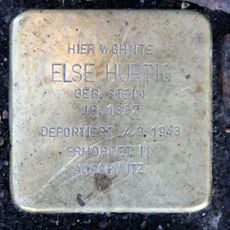 HIER WOHNTE
ELSE HURTIG
GEB. STEIN
JG.
DEPORTIERT 4.3.1943
ERMORDET IN
AUSCHWITZ